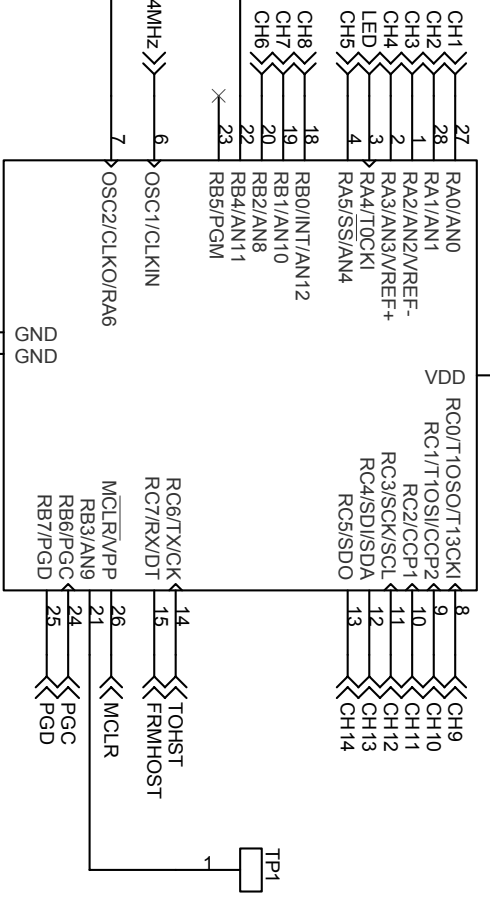 4MHz
CH6
CH7
CH8
CH5
LED
CH4
CH3
CH2
CH1
7
6
23
22
20
19
18
4
3
2
1
28
27
OSC2/CLKO/RA6
OSC1/CLKIN
RB5/PGM
RB4/AN11
RB2/AN8
RB1/AN10
RB0/INT/AN12
RA5/SS/AN4
RA4/T0CKI
RA3/AN3/VREF+
RA2/AN2/VREF-
RA1/AN1
RA0/AN0
GND
GND
VDD
RB7/PGD
RB6/PGC
RB3/AN9
MCLR/VPP
RC7/RX/DT
RC6/TX/CK
RC5/SDO
RC4/SDI/SDA
RC3/SCK/SCL
RC2/CCP1
RC1/T1OSI/CCP2
RC0/T1OSO/T13CKI
25
24
21
26
15
14
13
12
11
10
9
8
PGD
PGC
MCLR
FRMHOST
TOHST
CH14
CH13
CH12
CH11
CH10
CH9
1
TP1